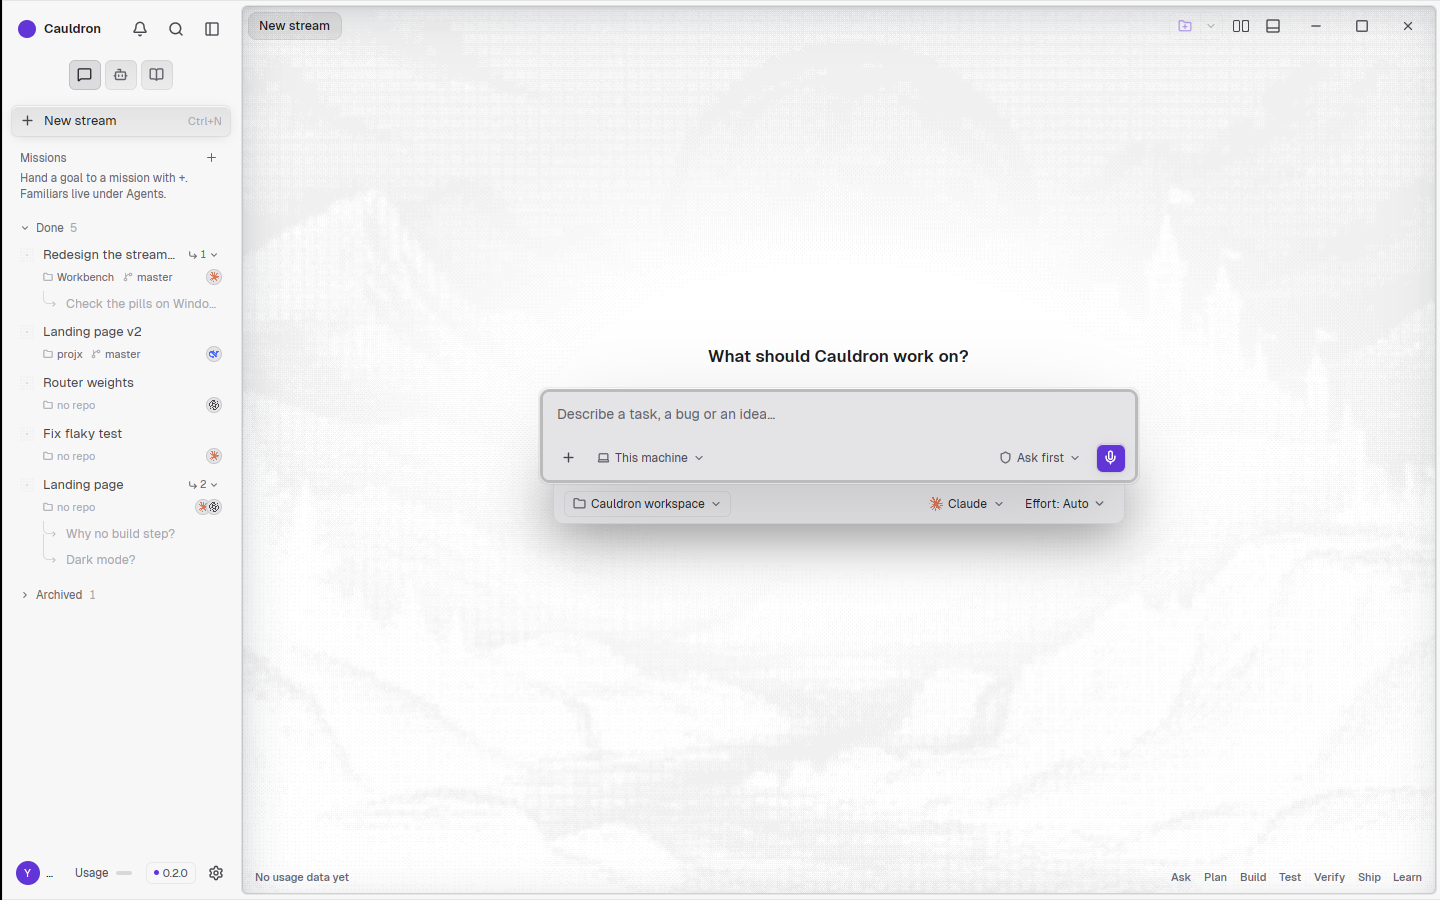 Cauldron
New stream
New stream Ctrl+N
Missions
Hand a goal to a mission with +.
Familiars live under Agents.
Done 5
Redesign the stream... 1
Workbench master
Check the pills on Windo...
Landing page v2
projx master
Router weights
no repo
Fix flaky test
no repo
Landing page 2
no repo
Why no build step?
Dark mode?
Archived 1
What should Cauldron work on?
Describe a task, a bug or an idea...
This machine Ask first
Cauldron workspace Claude Effort: Auto
Y ... Usage 0.2.0
No usage data yet Ask Plan Build Test Verify Ship Learn